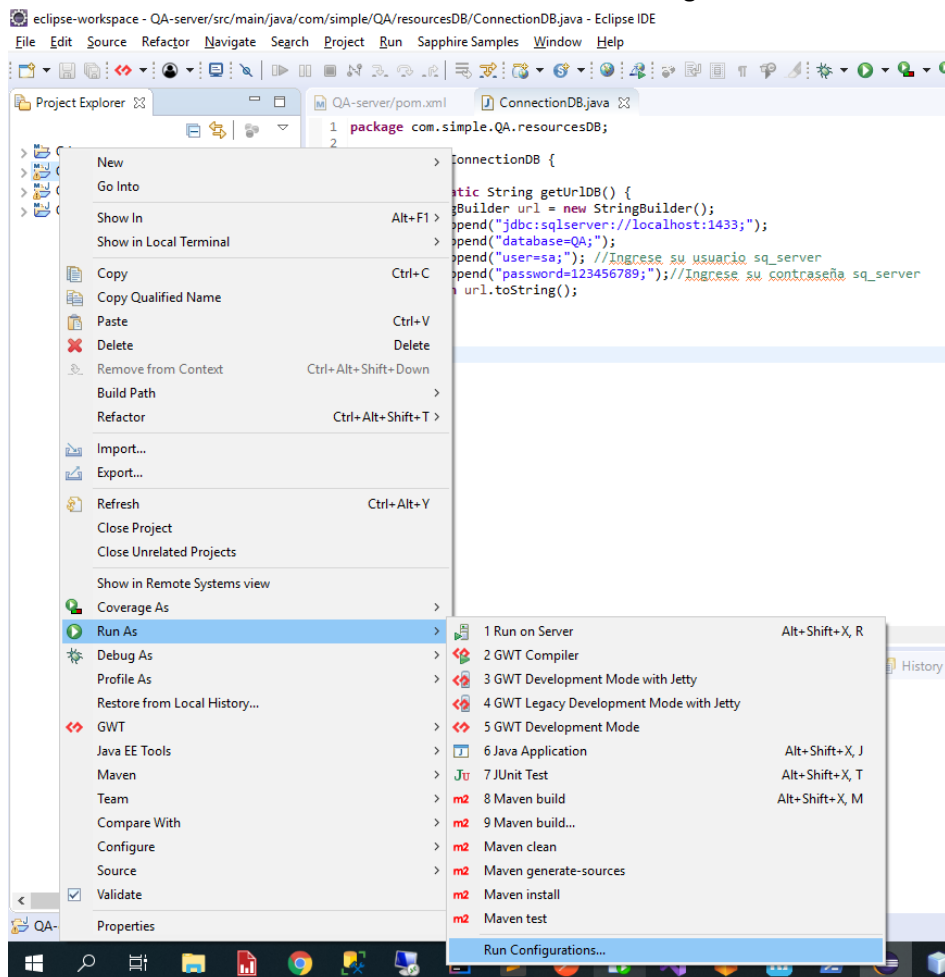 eclipse-workspace - QA-server/src/main/java/com/simple/QA/resourcesDB/ConnectionDB.java - Eclipse IDE
File Edit Source Refactor Navigate Search Project Run Sapphire Samples Window Help
Project Explorer QA-server/pom.xml ConnectionDB.java
1 package com.simple.QA.resourcesDB;
2
ConnectionDB {
static String getUrlDB() {
Builder url = new StringBuilder();
append("jdbc:sqlserver://localhost:1433;");
append("database=QA;");
append("user=sa;"); //Ingrese su usuario sq_server
append("password=123456789;");//Ingrese su contraseña sq_server
url.toString();
New
Go Into
Show In Alt+F1
Show in Local Terminal
Copy Ctrl+C
Copy Qualified Name
Paste Ctrl+V
Delete Delete
Remove from Context Ctrl+Alt+Shift+Down
Build Path
Refactor Ctrl+Alt+Shift+T
Import...
Export...
Refresh Ctrl+Alt+Y
Close Project
Close Unrelated Projects
Show in Remote Systems view
Coverage As
Run As
Debug As
Profile As
Restore from Local History...
GWT
Java EE Tools
Maven
Team
Compare With
Configure
Source
Validate
Properties
1 Run on Server Alt+Shift+X, R
2 GWT Compiler
3 GWT Development Mode with Jetty
4 GWT Legacy Development Mode with Jetty
5 GWT Development Mode
6 Java Application Alt+Shift+X, J
7 JUnit Test Alt+Shift+X, T
8 Maven build Alt+Shift+X, M
9 Maven build...
Maven clean
Maven generate-sources
Maven install
Maven test
Run Configurations...
History
QA-